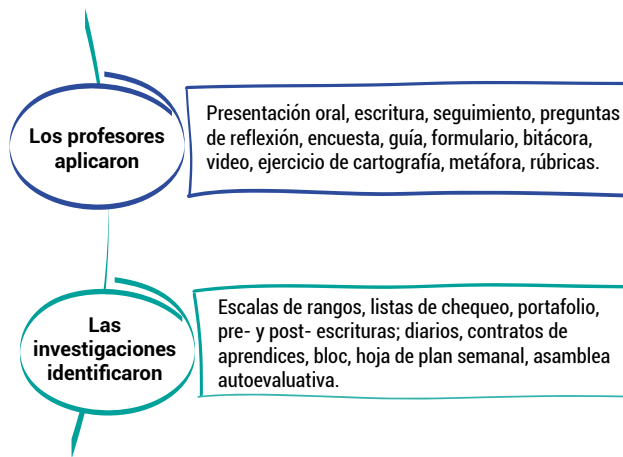 Los profesores
aplicaron
Presentación oral, escritura, seguimiento, preguntas
de reflexión, encuesta, guía, formulario, bitácora,
video, ejercicio de cartografía, metáfora, rúbricas.
Las
investigaciones
identificaron
Escalas de rangos, listas de chequeo, portafolio,
pre- y post- escrituras; diarios, contratos de
aprendices, bloc, hoja de plan semanal, asamblea
autoevaluativa.